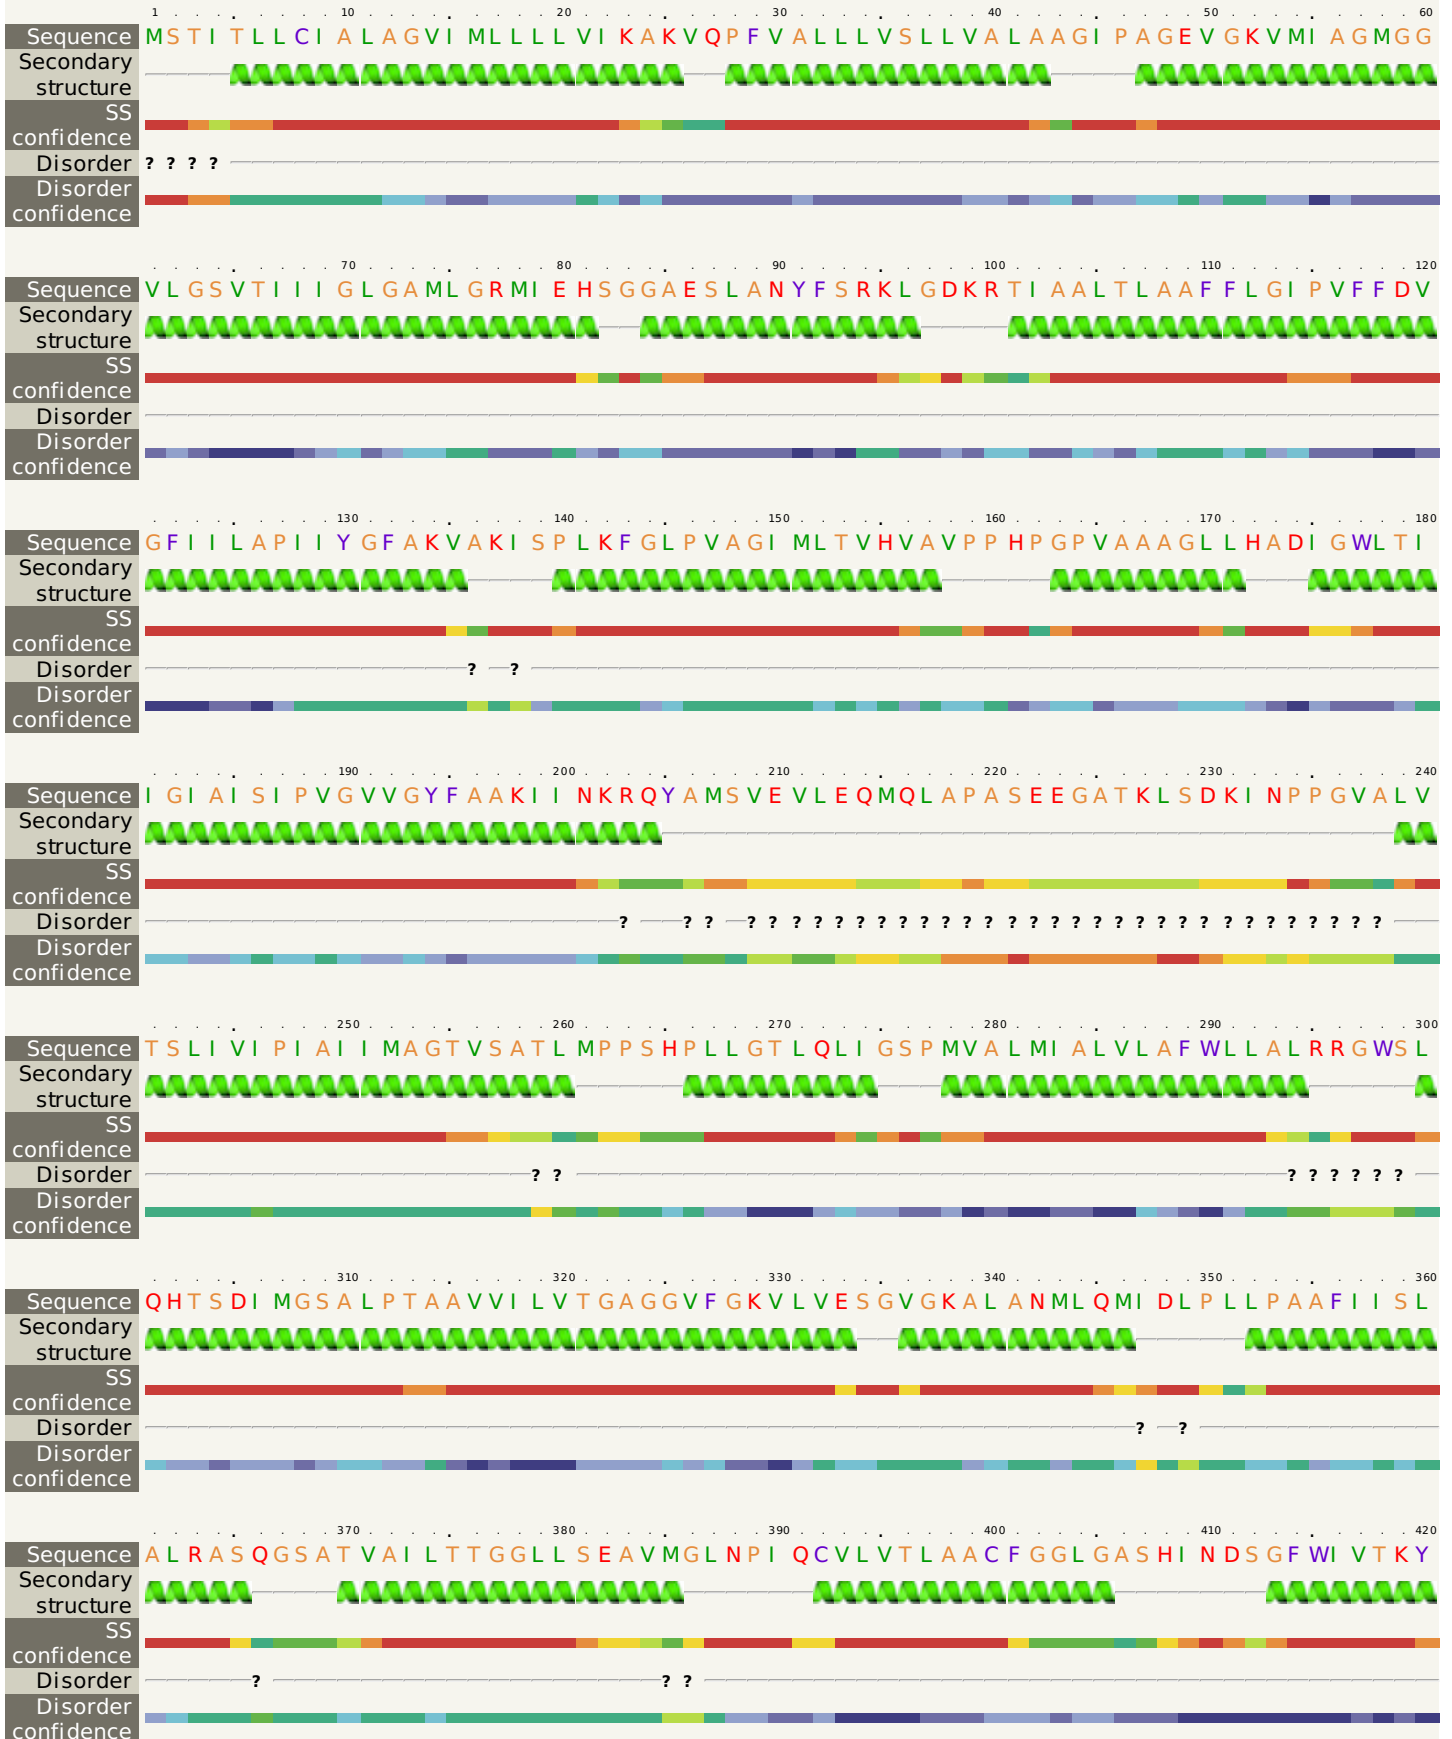 1 . . . . 10 . . . . 20 . . . . 30 . . . . 40 . . . . 50 . . . . 60
Sequence MSTITLLCIALAGVIMLLLLVIKAKVQPFVALLLVSLLVALAAGIPAGEVGKVMIAGMGG
Secondary
structure
SS
confidence
Disorder ? ? ? ?
Disorder
confidence
. . . . 70 . . . . 80 . . . . 90 . . . . 100 . . . . 110 . . . . 120
Sequence VLGSVTIIIGLGAMLGRMIEHSGGAESLANYFSRKLGDKRTIAALTLAAFFLGIPVFFDV
Secondary
structure
SS
confidence
Disorder
Disorder
confidence
. . . . 130 . . . . 140 . . . . 150 . . . . 160 . . . . 170 . . . . 180
Sequence GFIILAPIIYGFAKVAKISPLKFGLPVAGIMLTVHVAVPPHPGPVAAAGLLHADIGWLTI
Secondary
structure
SS
confidence
Disorder ? ?
Disorder
confidence
. . . . 190 . . . . 200 . . . . 210 . . . . 220 . . . . 230 . . . . 240
Sequence IGIAISIPVGVVGYFAAKIINKRQYAMSVEVLEQMQLAPASEEGATKLSDKINPPGVALV
Secondary
structure
SS
confidence
Disorder ? ? ? ? ? ? ? ? ? ? ? ? ? ? ? ? ? ? ? ? ? ? ? ? ? ? ? ? ? ? ? ? ?
Disorder
confidence
. . . . 250 . . . . 260 . . . . 270 . . . . 280 . . . . 290 . . . . 300
Sequence TSLIVIPIAIIMAGTVSATLMPPSHPLLGTLQLIGSPMVALMIALVLAFWLLALRRGWSL
Secondary
structure
SS
confidence
Disorder ? ? ? ? ? ? ? ?
Disorder
confidence
. . . . 310 . . . . 320 . . . . 330 . . . . 340 . . . . 350 . . . . 360
Sequence QHTSDIMGSALPTAAVVILVTGAGGVFGKVLVESGVGKALANMLQMIDLPLLPAAFIISL
Secondary
structure
SS
confidence
Disorder ? ?
Disorder
confidence
. . . . 370 . . . . 380 . . . . 390 . . . . 400 . . . . 410 . . . . 420
Sequence ALRASQGSATVAILTTGGLLSEAVMGLNPIQCVLVTLAACFGGLGASHINDSGFWIVTKY
Secondary
structure
SS
confidence
Disorder ? ? ?
Disorder
confidence